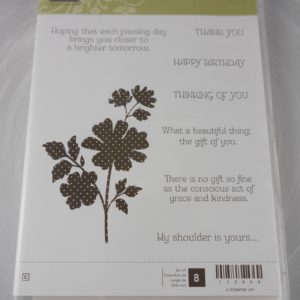 Hoping that each passing day
brings you closer to
a brighter tomorrow.
THANK YOU
HAPPY BIRTHDAY
THINKING OF YOU
What a beautiful thing;
the gift of you.
There is no gift so fine
as the conscious act of
grace and kindness.
My shoulder is yours...
Set of
8